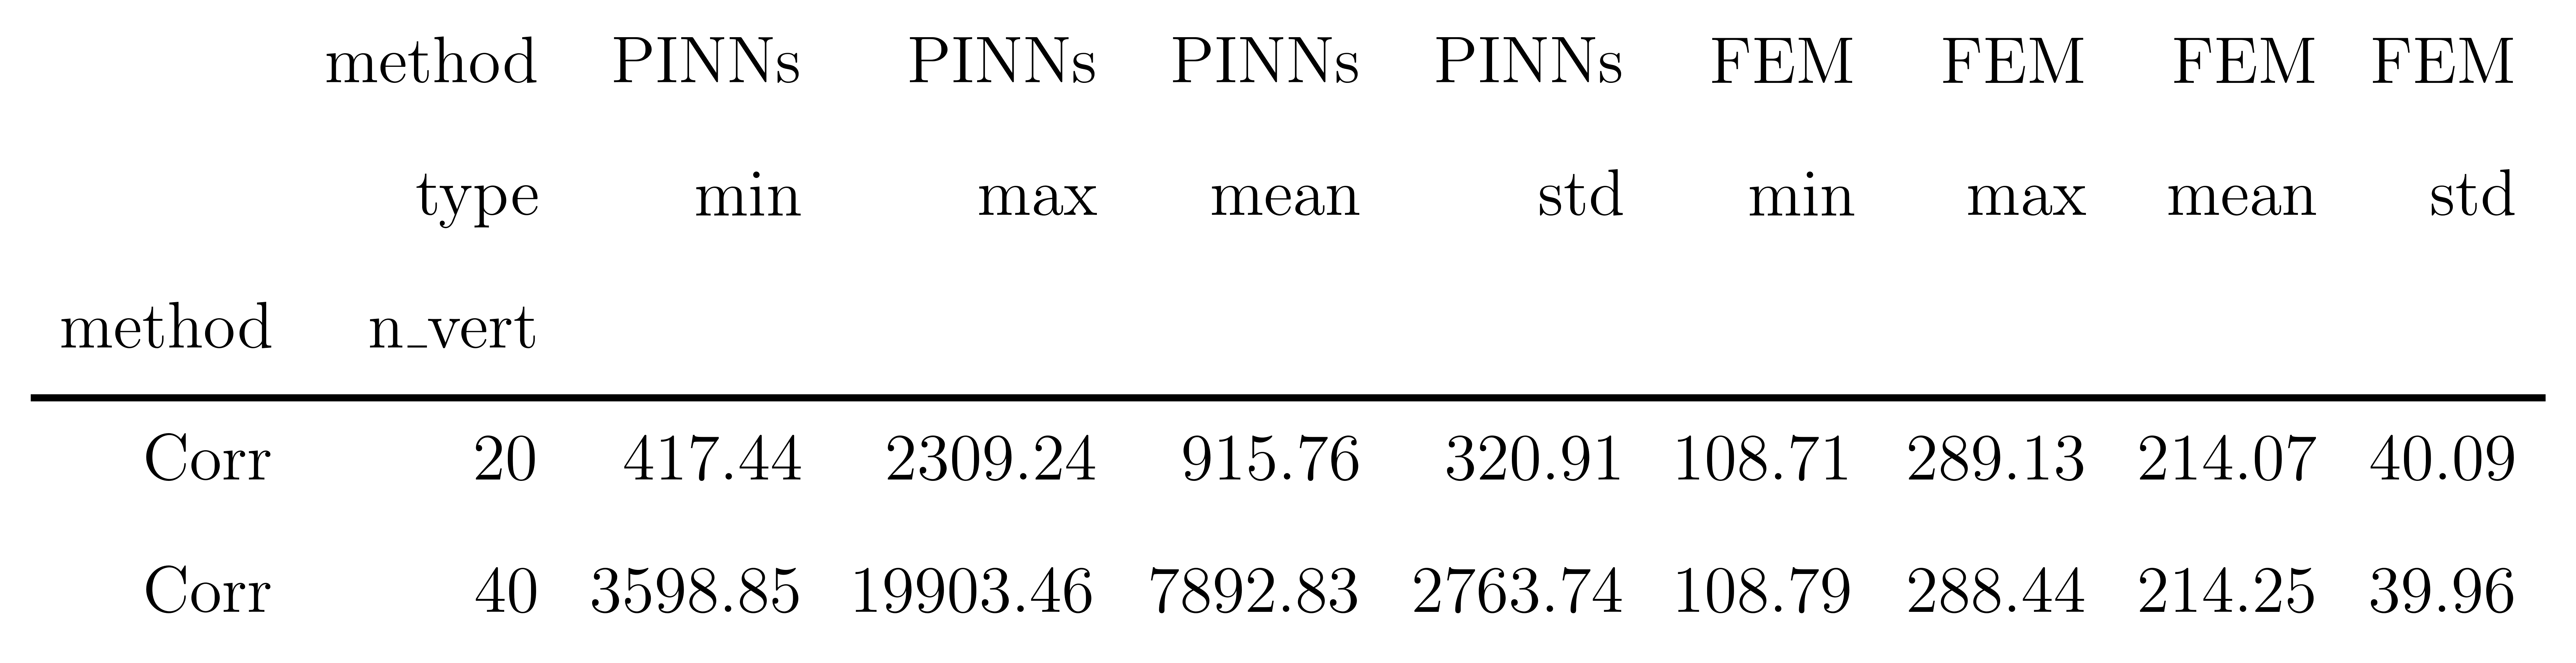 method PINNs PINNs PINNs PINNs FEM FEM FEM FEM
type min max mean std min max mean std
method n_vert
Corr 20 417.44 2309.24 915.76 320.91 108.71 289.13 214.07 40.09
Corr 40 3598.85 19903.46 7892.83 2763.74 108.79 288.44 214.25 39.96